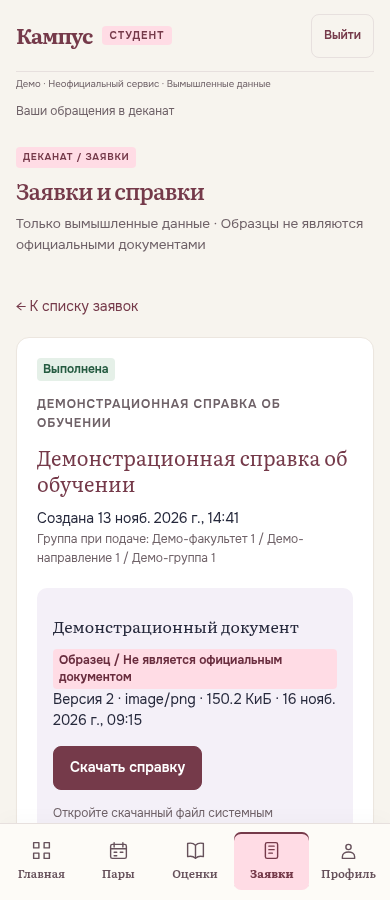 Кампус
СТУДЕНТ
Выйти
Демо · Неофициальный сервис · Вымышленные данные
Ваши обращения в деканат
ДЕКАНАТ / ЗАЯВКИ
Заявки и справки
Только вымышленные данные · Образцы не являются
официальными документами
← К списку заявок
Выполнена
ДЕМОНСТРАЦИОННАЯ СПРАВКА ОБ
ОБУЧЕНИИ
Демонстрационная справка об
обучении
Создана 13 нояб. 2026 г., 14:41
Группа при подаче: Демо-факультет 1 / Демо-
направление 1 / Демо-группа 1
Демонстрационный документ
Образец / Не является официальным
документом
Версия 2 · image/png · 150.2 КиБ · 16 нояб.
2026 г., 09:15
Скачать справку
Откройте скачанный файл системным
Главная
Пары
Оценки
Заявки
Профиль